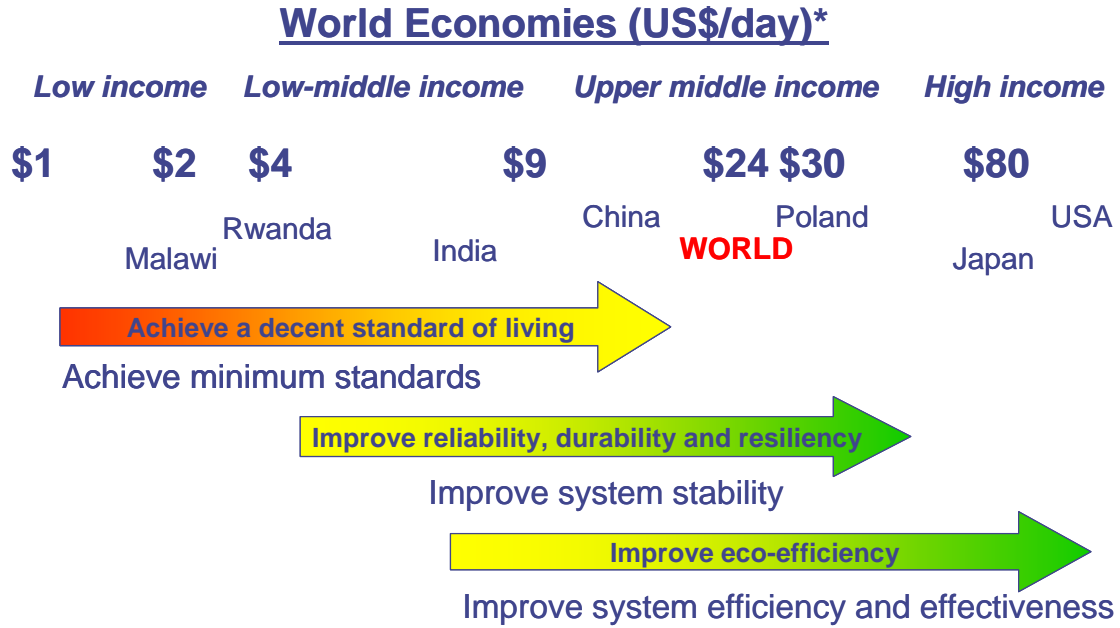 World Economies (US$/day)*
Low income Low-middle income Upper middle income High income
$1 $2 $4 $9 $24 $30 $80
China Poland USA
Rwanda
Malawi India WORLD Japan
Achieve a decent standard of living
Achieve minimum standards
Improve reliability, durability and resiliency
Improve system stability
Improve eco-efficiency
Improve system efficiency and effectiveness